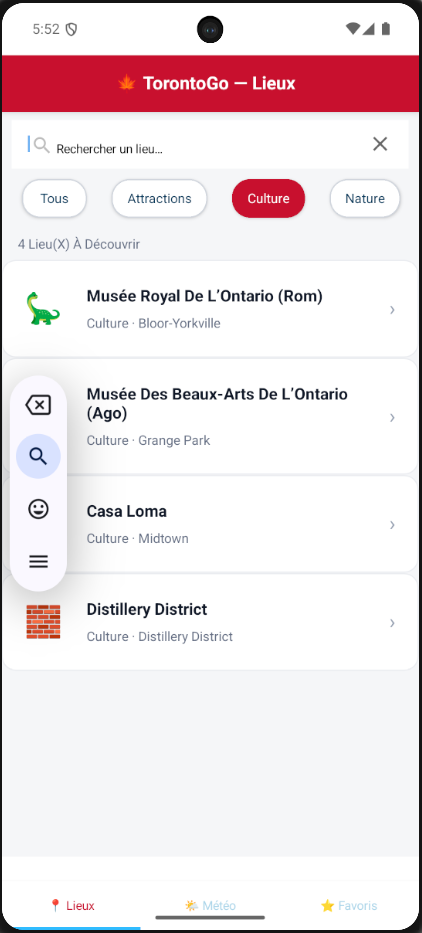 5:52
TorontoGo — Lieux
Rechercher un lieu...
Tous Attractions Culture Nature
4 Lieu(X) À Découvrir
Musée Royal De L’Ontario (Rom)
Culture · Bloor-Yorkville
Musée Des Beaux-Arts De L’Ontario
(Ago)
Culture · Grange Park
Casa Loma
Culture · Midtown
Distillery District
Culture · Distillery District
Lieux Météo Favoris